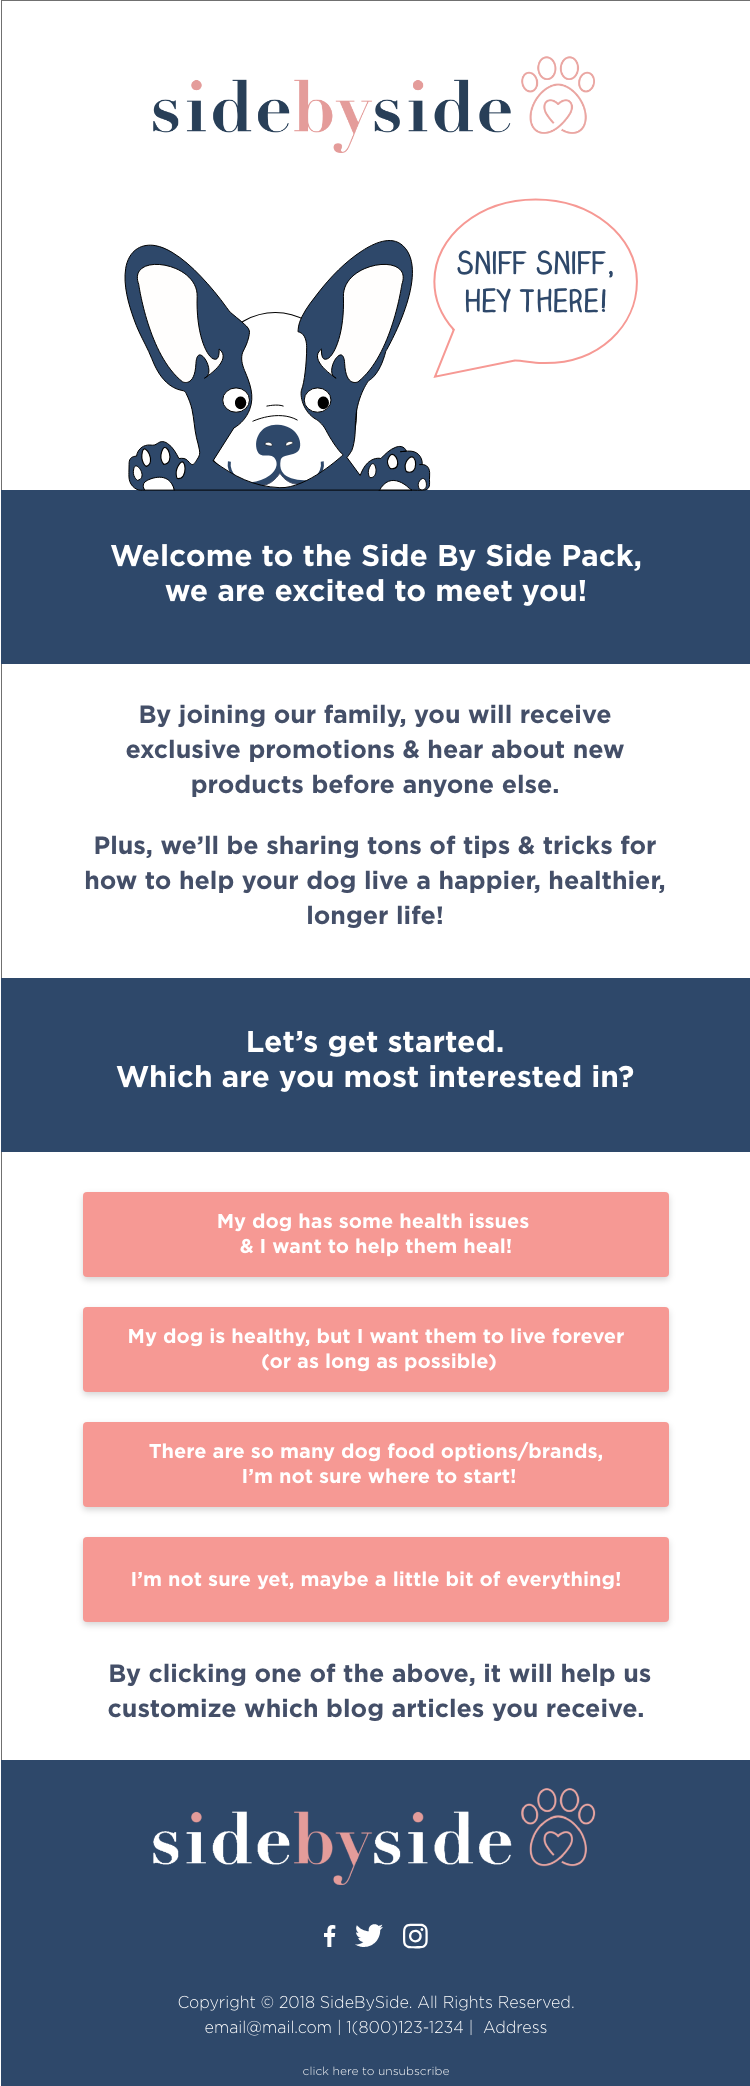 sidebyside
SNIFF SNIFF,
HEY THERE!
Welcome to the Side By Side Pack,
we are excited to meet you!
By joining our family, you will receive
exclusive promotions & hear about new
products before anyone else.
Plus, we’ll be sharing tons of tips & tricks for
how to help your dog live a happier, healthier,
longer life!
Let’s get started.
Which are you most interested in?
My dog has some health issues
& I want to help them heal!
My dog is healthy, but I want them to live forever
(or as long as possible)
There are so many dog food options/brands,
I’m not sure where to start!
I’m not sure yet, maybe a little bit of everything!
By clicking one of the above, it will help us
customize which blog articles you receive.
sidebyside
Copyright © 2018 SideBySide. All Rights Reserved.
email@mail.com | 1(800)123-1234 | Address
click here to unsubscribe